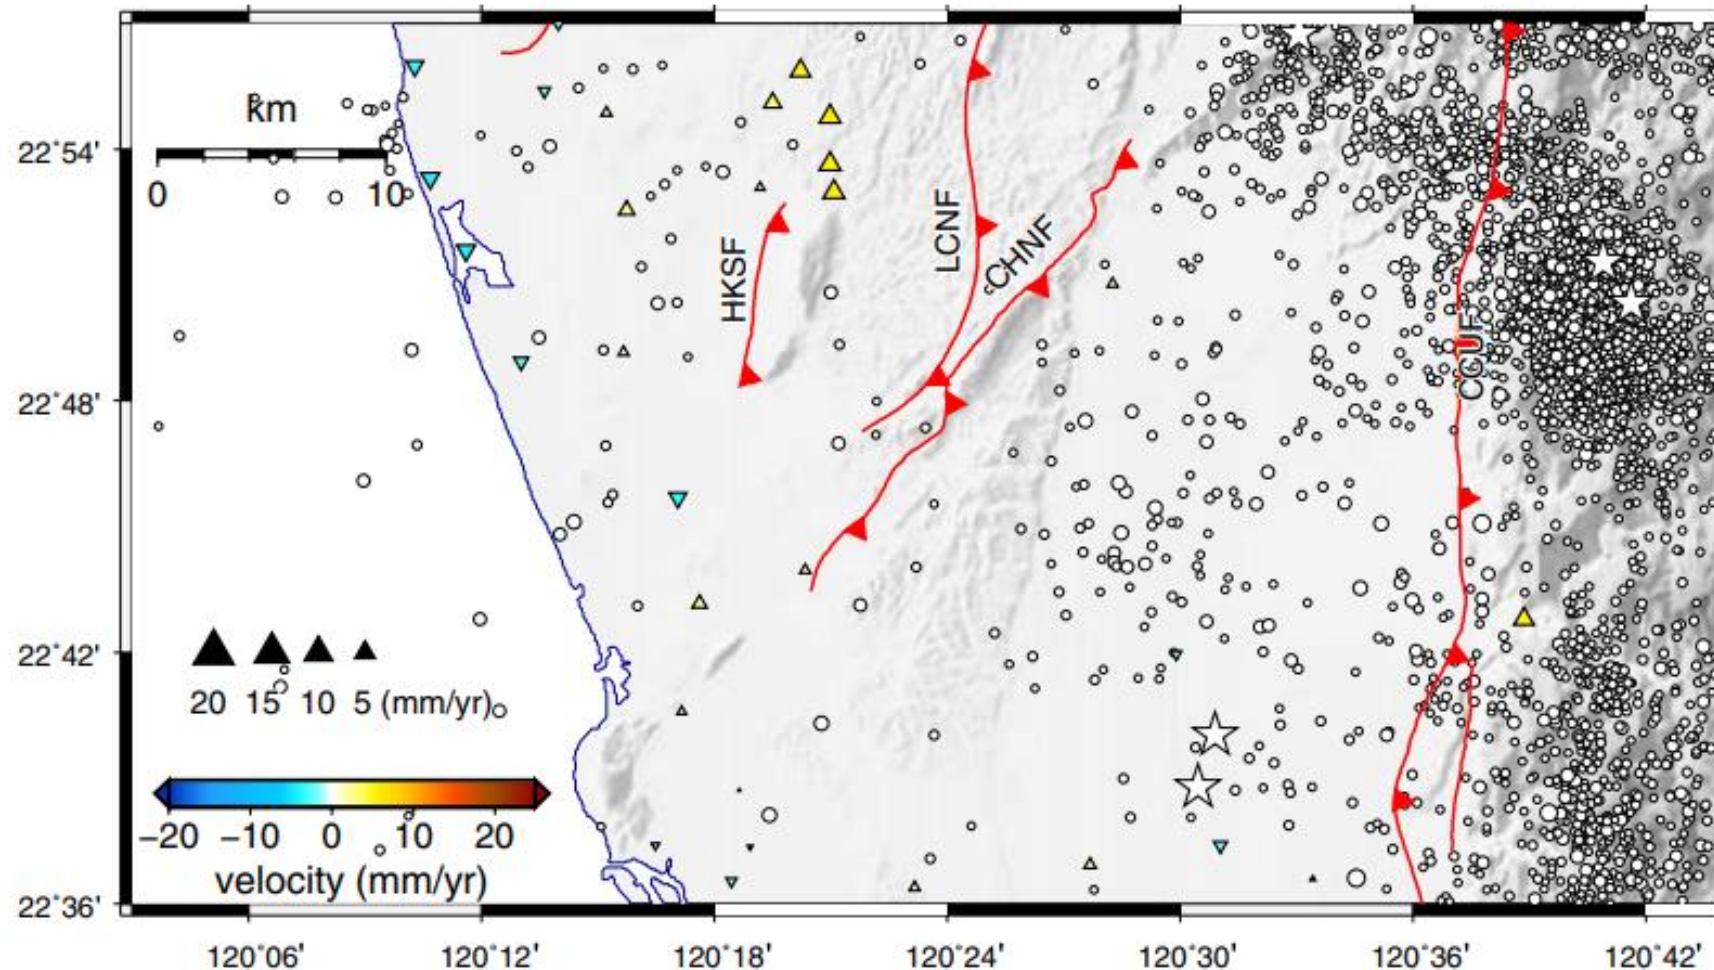 km
0 10
22°54'
HKSF
LCNF
CHNF
CCUF
22°48'
22°42'
20 15 10 5 (mm/yr)
−20 −10 0 10 20
velocity (mm/yr)
22°36'
120°06' 120°12' 120°18' 120°24' 120°30' 120°36' 120°42'